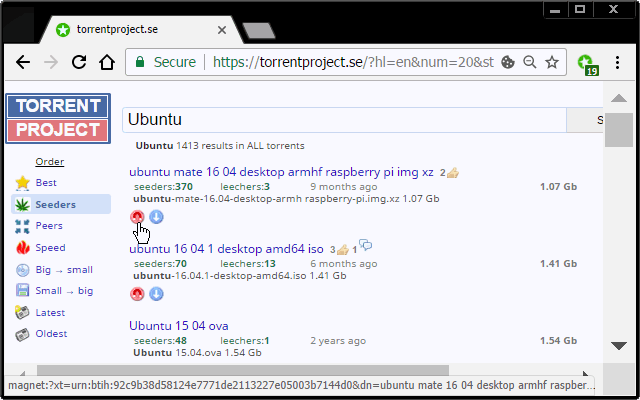 torrentproject.se
Secure https://torrentproject.se/?hl=en&num=20&st
19
TORRENT
PROJECT
Ubuntu
S
Ubuntu 1413 results in ALL torrents
Order
Best
Seeders
Peers
Speed
Big → small
Small → big
Latest
Oldest
ubuntu mate 16 04 desktop armhf raspberry pi img xz 2
seeders:370 leechers:3 9 months ago 1.07 Gb
ubuntu-mate-16.04-desktop-armh raspberry-pi.img.xz 1.07 Gb
ubuntu 16 04 1 desktop amd64 iso 3 1
seeders:70 leechers:13 6 months ago 1.41 Gb
ubuntu-16.04.1-desktop-amd64.iso 1.41 Gb
Ubuntu 15 04 ova
seeders:48 leechers:1 2 years ago 1.54 Gb
Ubuntu 15.04.ova 1.54 Gb
magnet:?xt=urn:btih:92c9b38d58124e7771de2113227e05003b7144d0&dn=ubuntu mate 16 04 desktop armhf raspber...